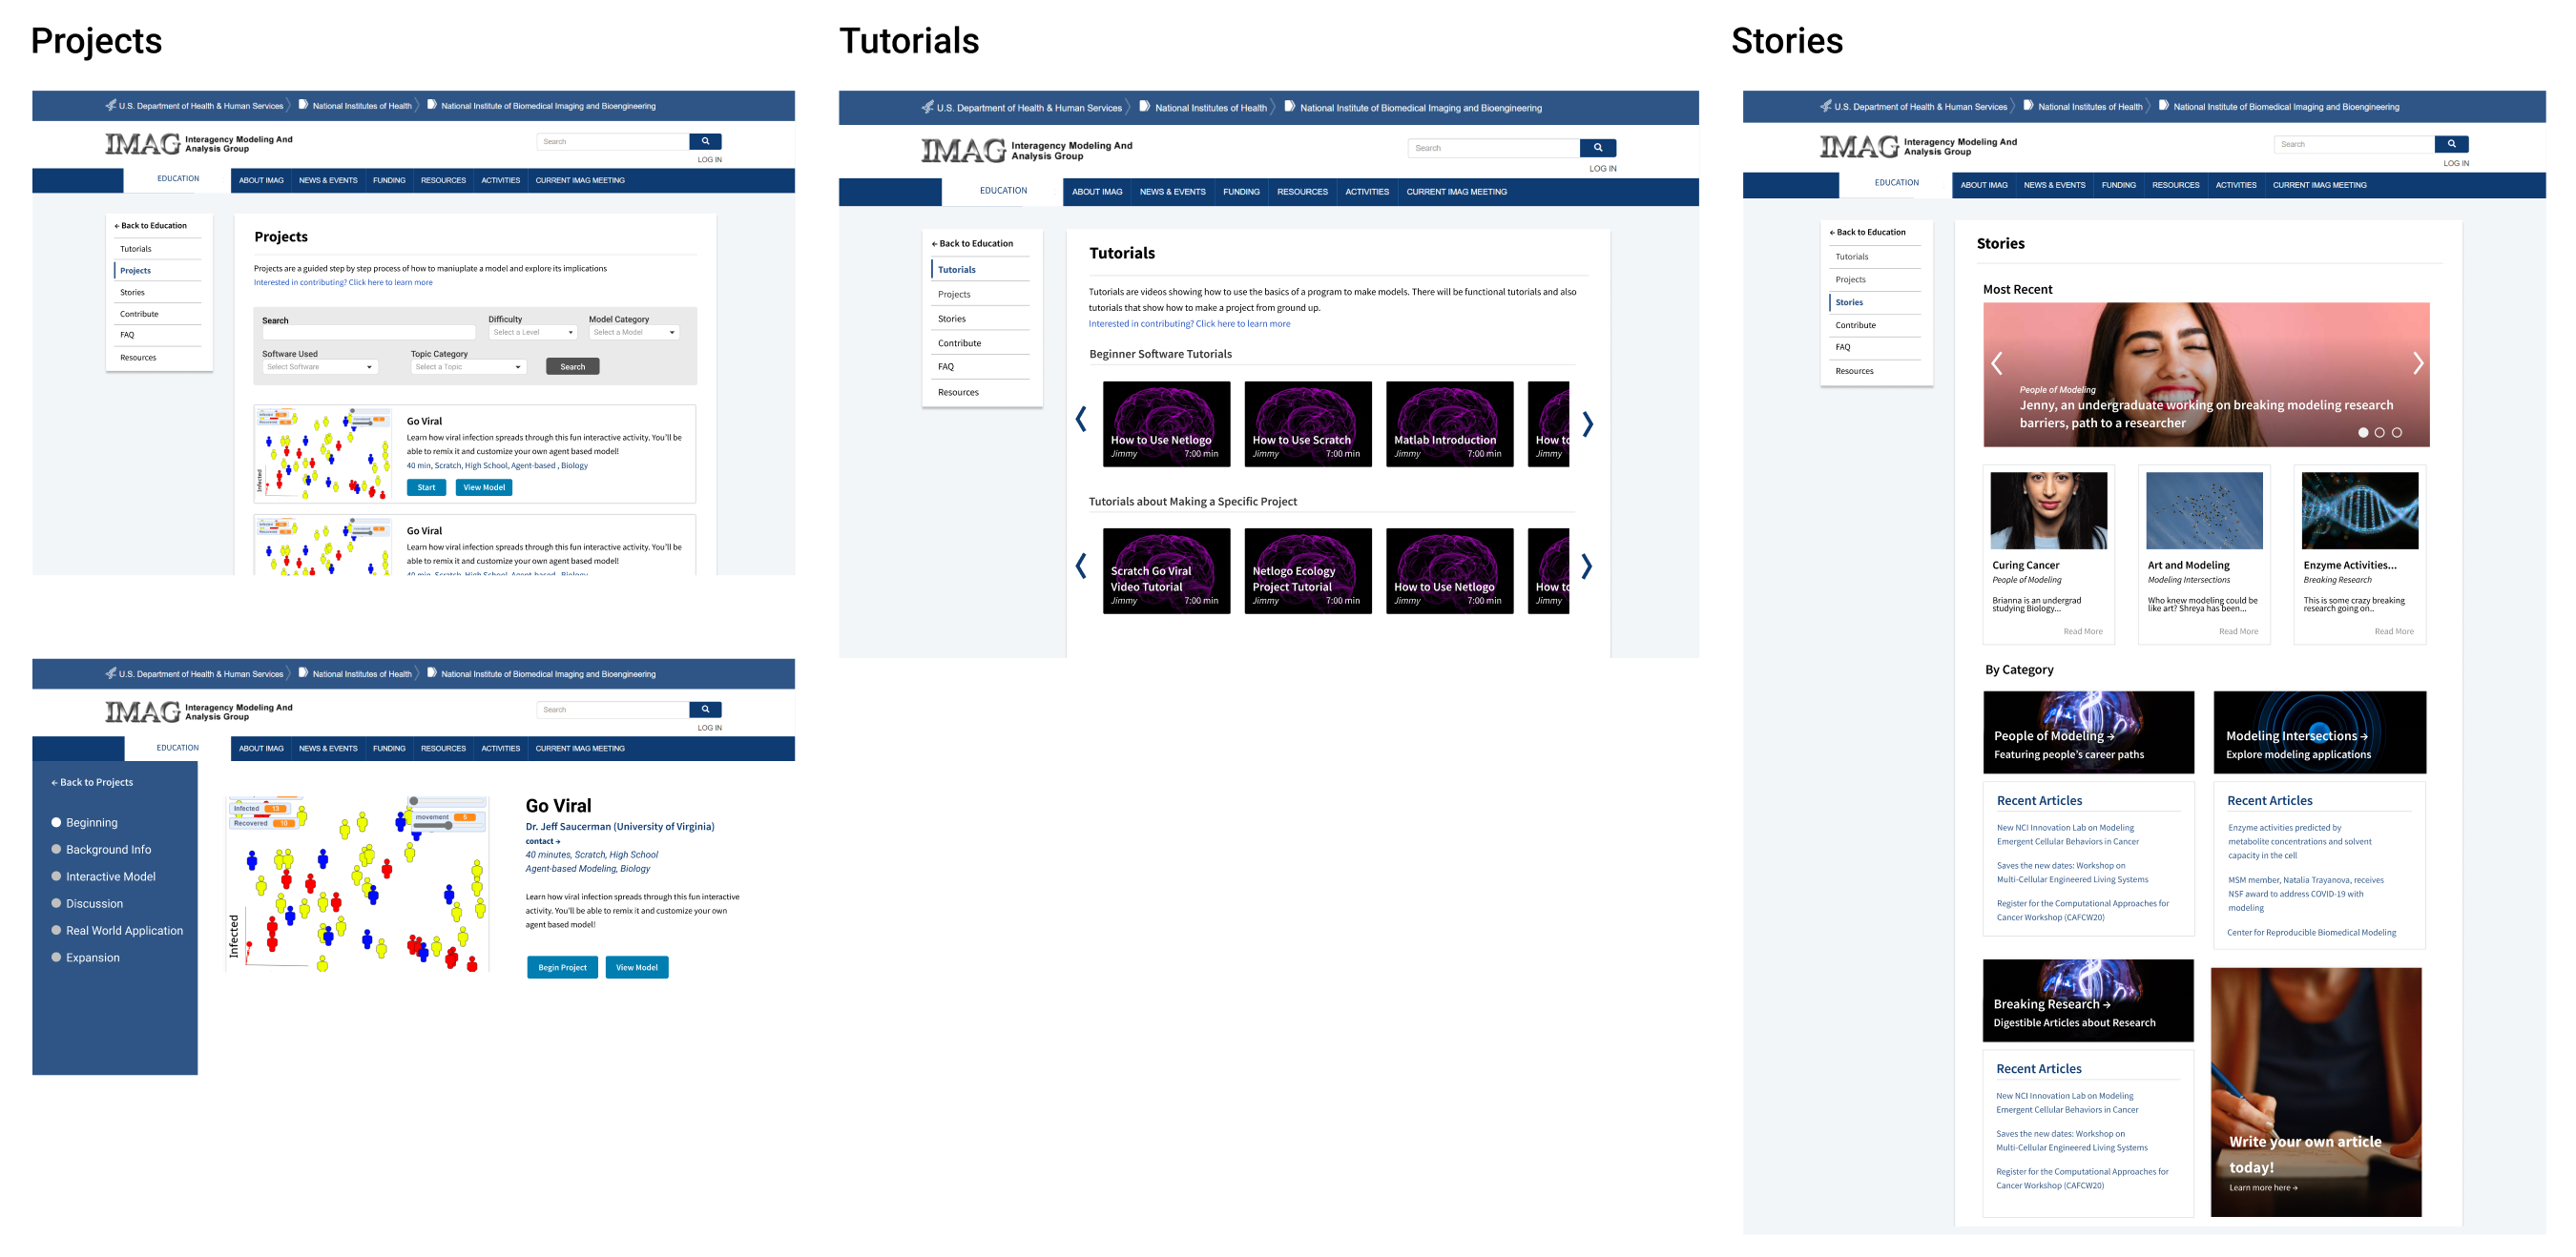 Projects
U.S. Department of Health & Human Services
National Institutes of Health
National Institute of Biomedical Imaging and Bioengineering
IMAG
Interagency Modeling And
Analysis Group
Search
LOG IN
EDUCATION
ABOUT IMAG
NEWS & EVENTS
FUNDING
RESOURCES
ACTIVITIES
CURRENT IMAG MEETING
← Back to Education
Tutorials
Projects
Stories
Contribute
FAQ
Resources
Projects
Projects are a guided step by step process of how to maniuplate a model and explore its implications
Interested in contributing? Click here to learn more
Search
Difficulty
Select a Level
Model Category
Select a Model
Software Used
Select Software
Topic Category
Select a Topic
Search
Infected
Go Viral
Learn how viral infection spreads through this fun interactive activity. You'll be
able to remix it and customize your own agent based model!
40 min, Scratch, High School, Agent-based , Biology
Start
View Model
Go Viral
Learn how viral infection spreads through this fun interactive activity. You'll be
able to remix it and customize your own agent based model!
40 min, Scratch, High School, Agent-based , Biology
U.S. Department of Health & Human Services
National Institutes of Health
National Institute of Biomedical Imaging and Bioengineering
IMAG
Interagency Modeling And
Analysis Group
Search
LOG IN
EDUCATION
ABOUT IMAG
NEWS & EVENTS
FUNDING
RESOURCES
ACTIVITIES
CURRENT IMAG MEETING
← Back to Projects
Beginning
Background Info
Interactive Model
Discussion
Real World Application
Expansion
Infected 13
Recovered 10
movement 6
Infected
Go Viral
Dr. Jeff Saucerman (University of Virginia)
contact →
40 minutes, Scratch, High School
Agent-based Modeling, Biology
Learn how viral infection spreads through this fun interactive
activity. You'll be able to remix it and customize your own
agent based model!
Begin Project
View Model
Tutorials
U.S. Department of Health & Human Services
National Institutes of Health
National Institute of Biomedical Imaging and Bioengineering
IMAG
Interagency Modeling And
Analysis Group
Search
LOG IN
EDUCATION
ABOUT IMAG
NEWS & EVENTS
FUNDING
RESOURCES
ACTIVITIES
CURRENT IMAG MEETING
← Back to Education
Tutorials
Projects
Stories
Contribute
FAQ
Resources
Tutorials
Tutorials are videos showing how to use the basics of a program to make models. There will be functional tutorials and also
tutorials that show how to make a project from ground up.
Interested in contributing? Click here to learn more
Beginner Software Tutorials
How to Use Netlogo
Jimmy 7:00 min
How to Use Scratch
Jimmy 7:00 min
Matlab Introduction
Jimmy 7:00 min
How to
Jimmy
Tutorials about Making a Specific Project
Scratch Go Viral
Video Tutorial
Jimmy 7:00 min
Netlogo Ecology
Project Tutorial
Jimmy 7:00 min
How to Use Netlogo
Jimmy 7:00 min
How to
Jimmy
Stories
U.S. Department of Health & Human Services
National Institutes of Health
National Institute of Biomedical Imaging and Bioengineering
IMAG
Interagency Modeling And
Analysis Group
Search
LOG IN
EDUCATION
ABOUT IMAG
NEWS & EVENTS
FUNDING
RESOURCES
ACTIVITIES
CURRENT IMAG MEETING
← Back to Education
Tutorials
Projects
Stories
Contribute
FAQ
Resources
Stories
Most Recent
People of Modeling
Jenny, an undergraduate working on breaking modeling research
barriers, path to a researcher
Curing Cancer
People of Modeling
Brianna is an undergrad
studying Biology...
Read More
Art and Modeling
Modeling Intersections
Who knew modeling could be
like art? Shreya has been...
Read More
Enzyme Activities...
Breaking Research
This is some crazy breaking
research going on..
Read More
By Category
People of Modeling →
Featuring people's career paths
Recent Articles
New NCI Innovation Lab on Modeling
Emergent Cellular Behaviors in Cancer
Saves the new dates: Workshop on
Multi-Cellular Engineered Living Systems
Register for the Computational Approaches for
Cancer Workshop (CAFCW20)
Modeling Intersections →
Explore modeling applications
Recent Articles
Enzyme activities predicted by
metabolite concentrations and solvent
capacity in the cell
MSM member, Natalia Trayanova, receives
NSF award to address COVID-19 with
modeling
Center for Reproducible Biomedical Modeling
Breaking Research →
Digestible Articles about Research
Recent Articles
New NCI Innovation Lab on Modeling
Emergent Cellular Behaviors in Cancer
Saves the new dates: Workshop on
Multi-Cellular Engineered Living Systems
Register for the Computational Approaches for
Cancer Workshop (CAFCW20)
Write your own article
today!
Learn more here →